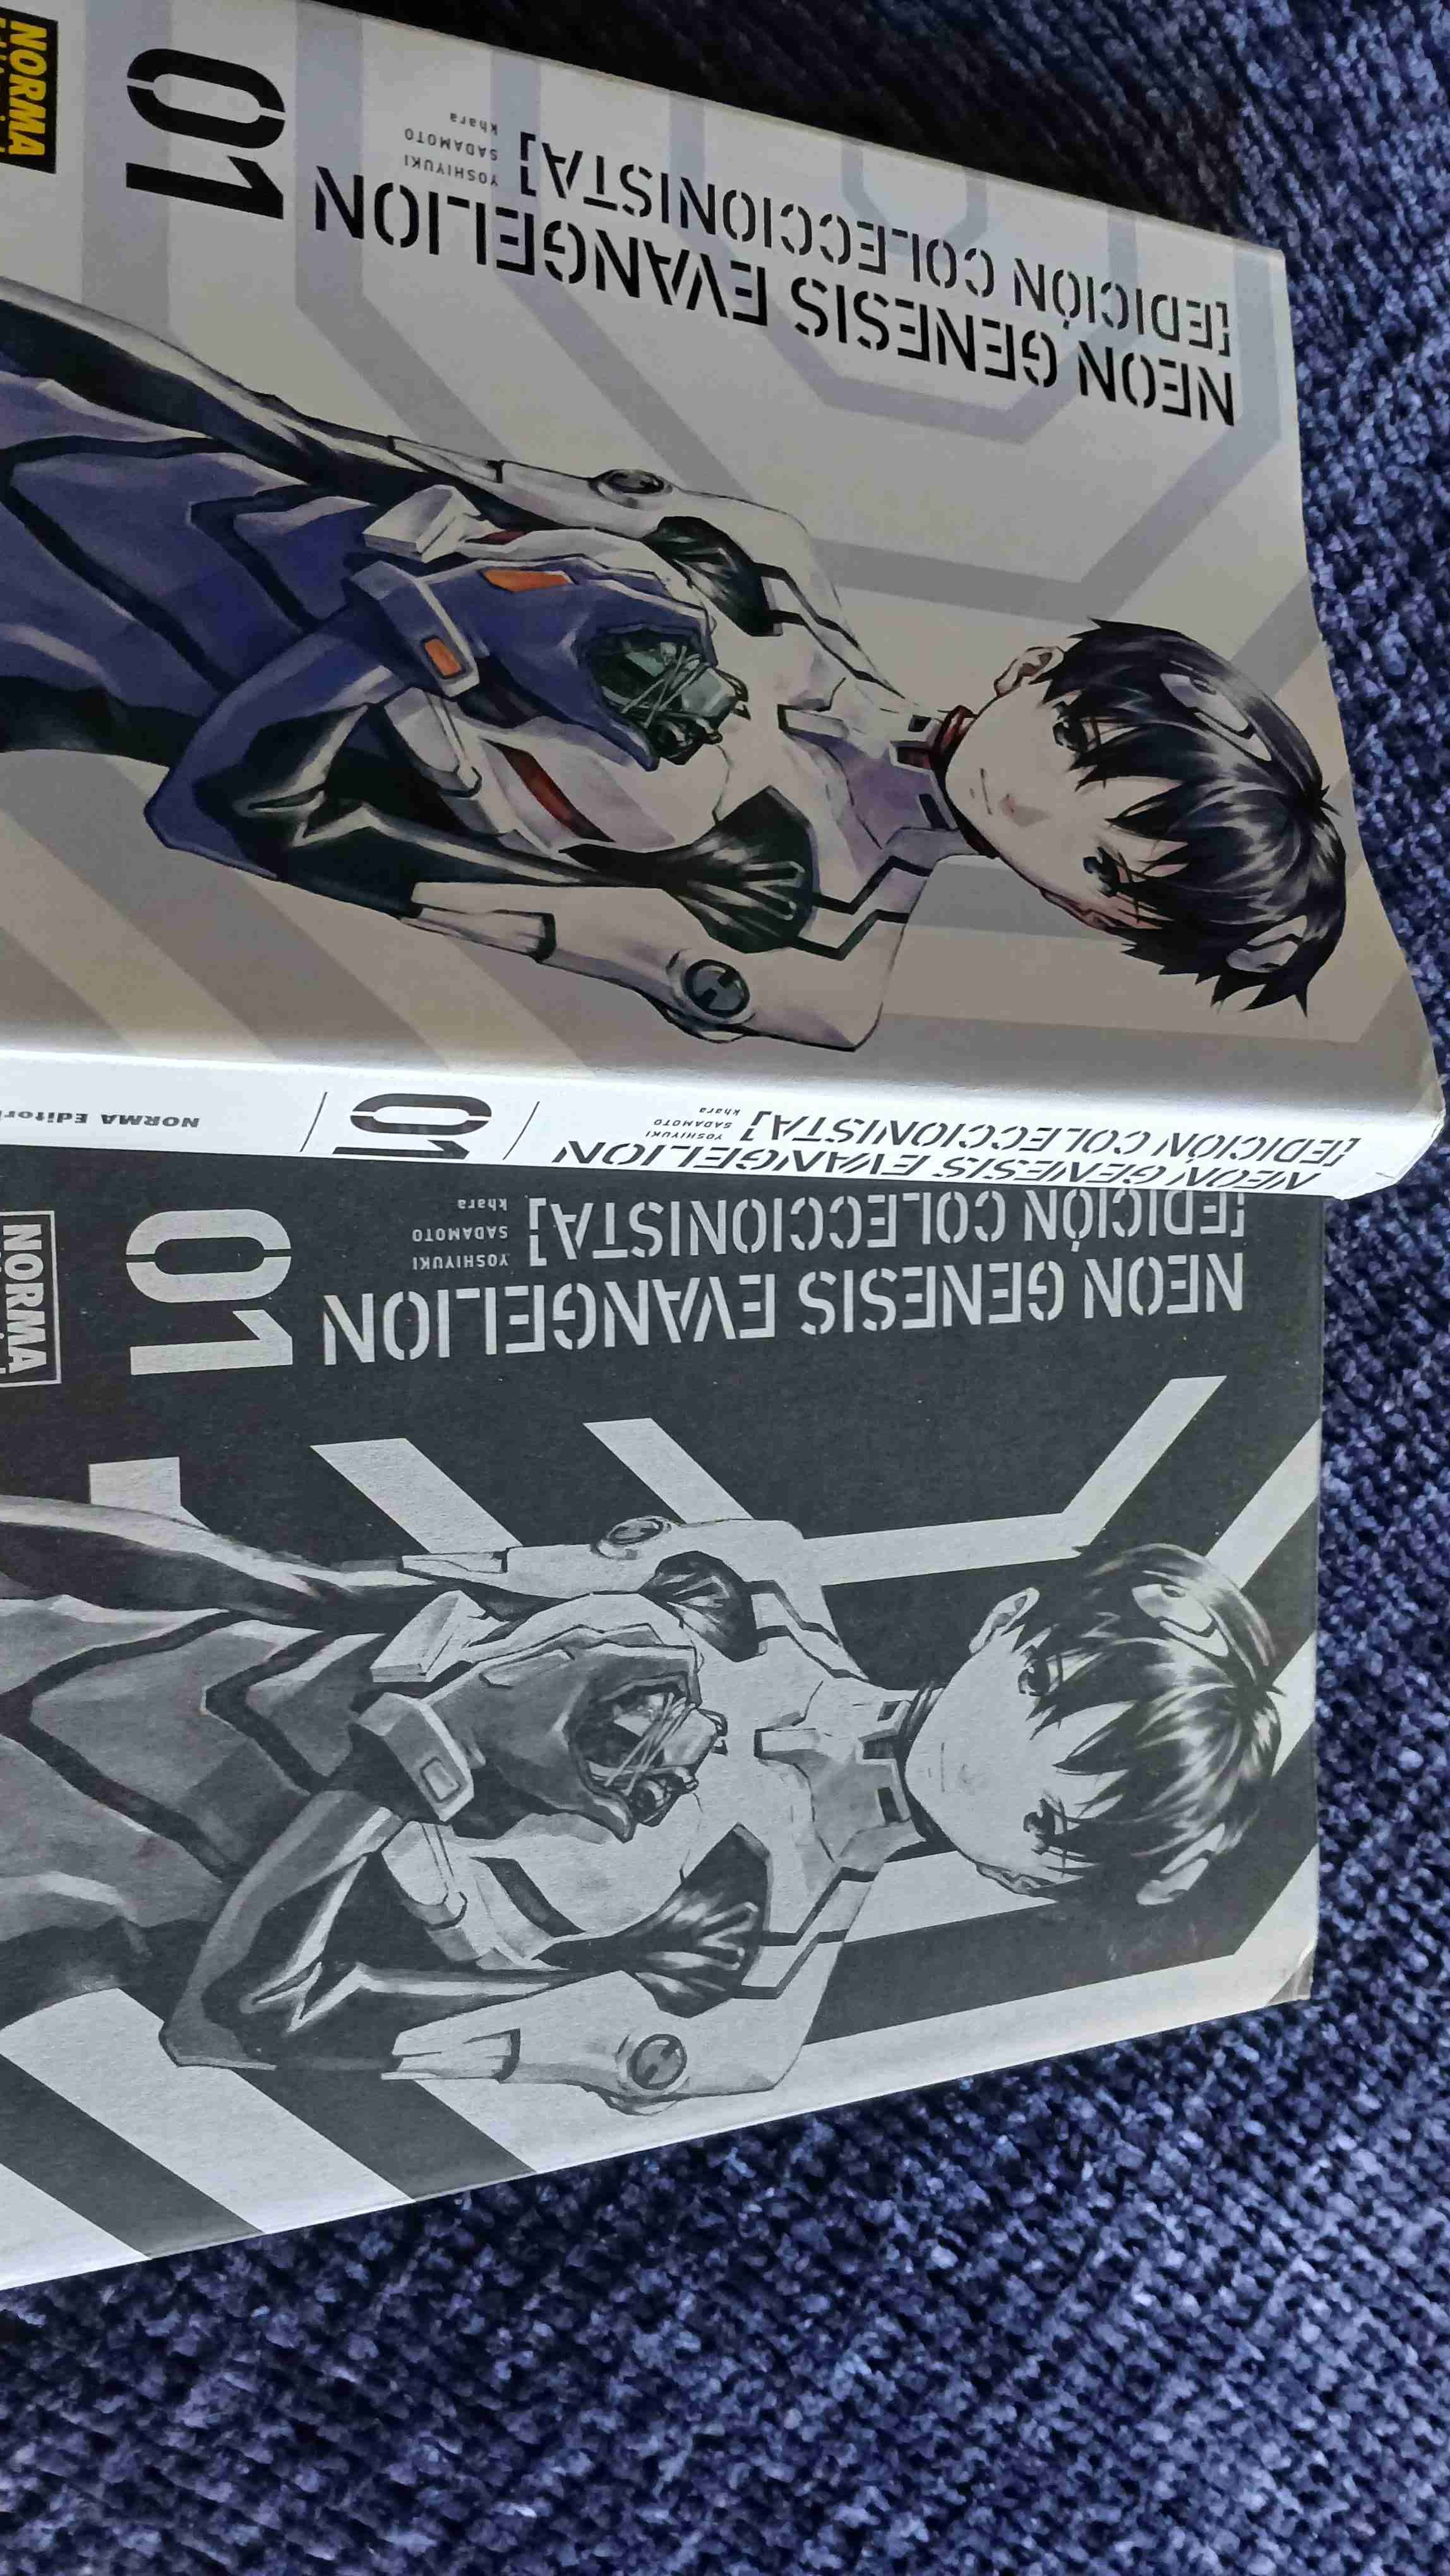 NEON GENESIS EVANGELION
[EDICIÓN COLECCIONISTA]
YOSHIYUKI
SADAMOTO
khara
01
NORMA
NEON GENESIS EVANGELION
[EDICIÓN COLECCIONISTA]
YOSHIYUKI
SADAMOTO
khara
01
NORMA
NEON GENESIS EVANGELION
[EDICIÓN COLECCIONISTA]
YOSHIYUKI
SADAMOTO
khara
01
NORMA